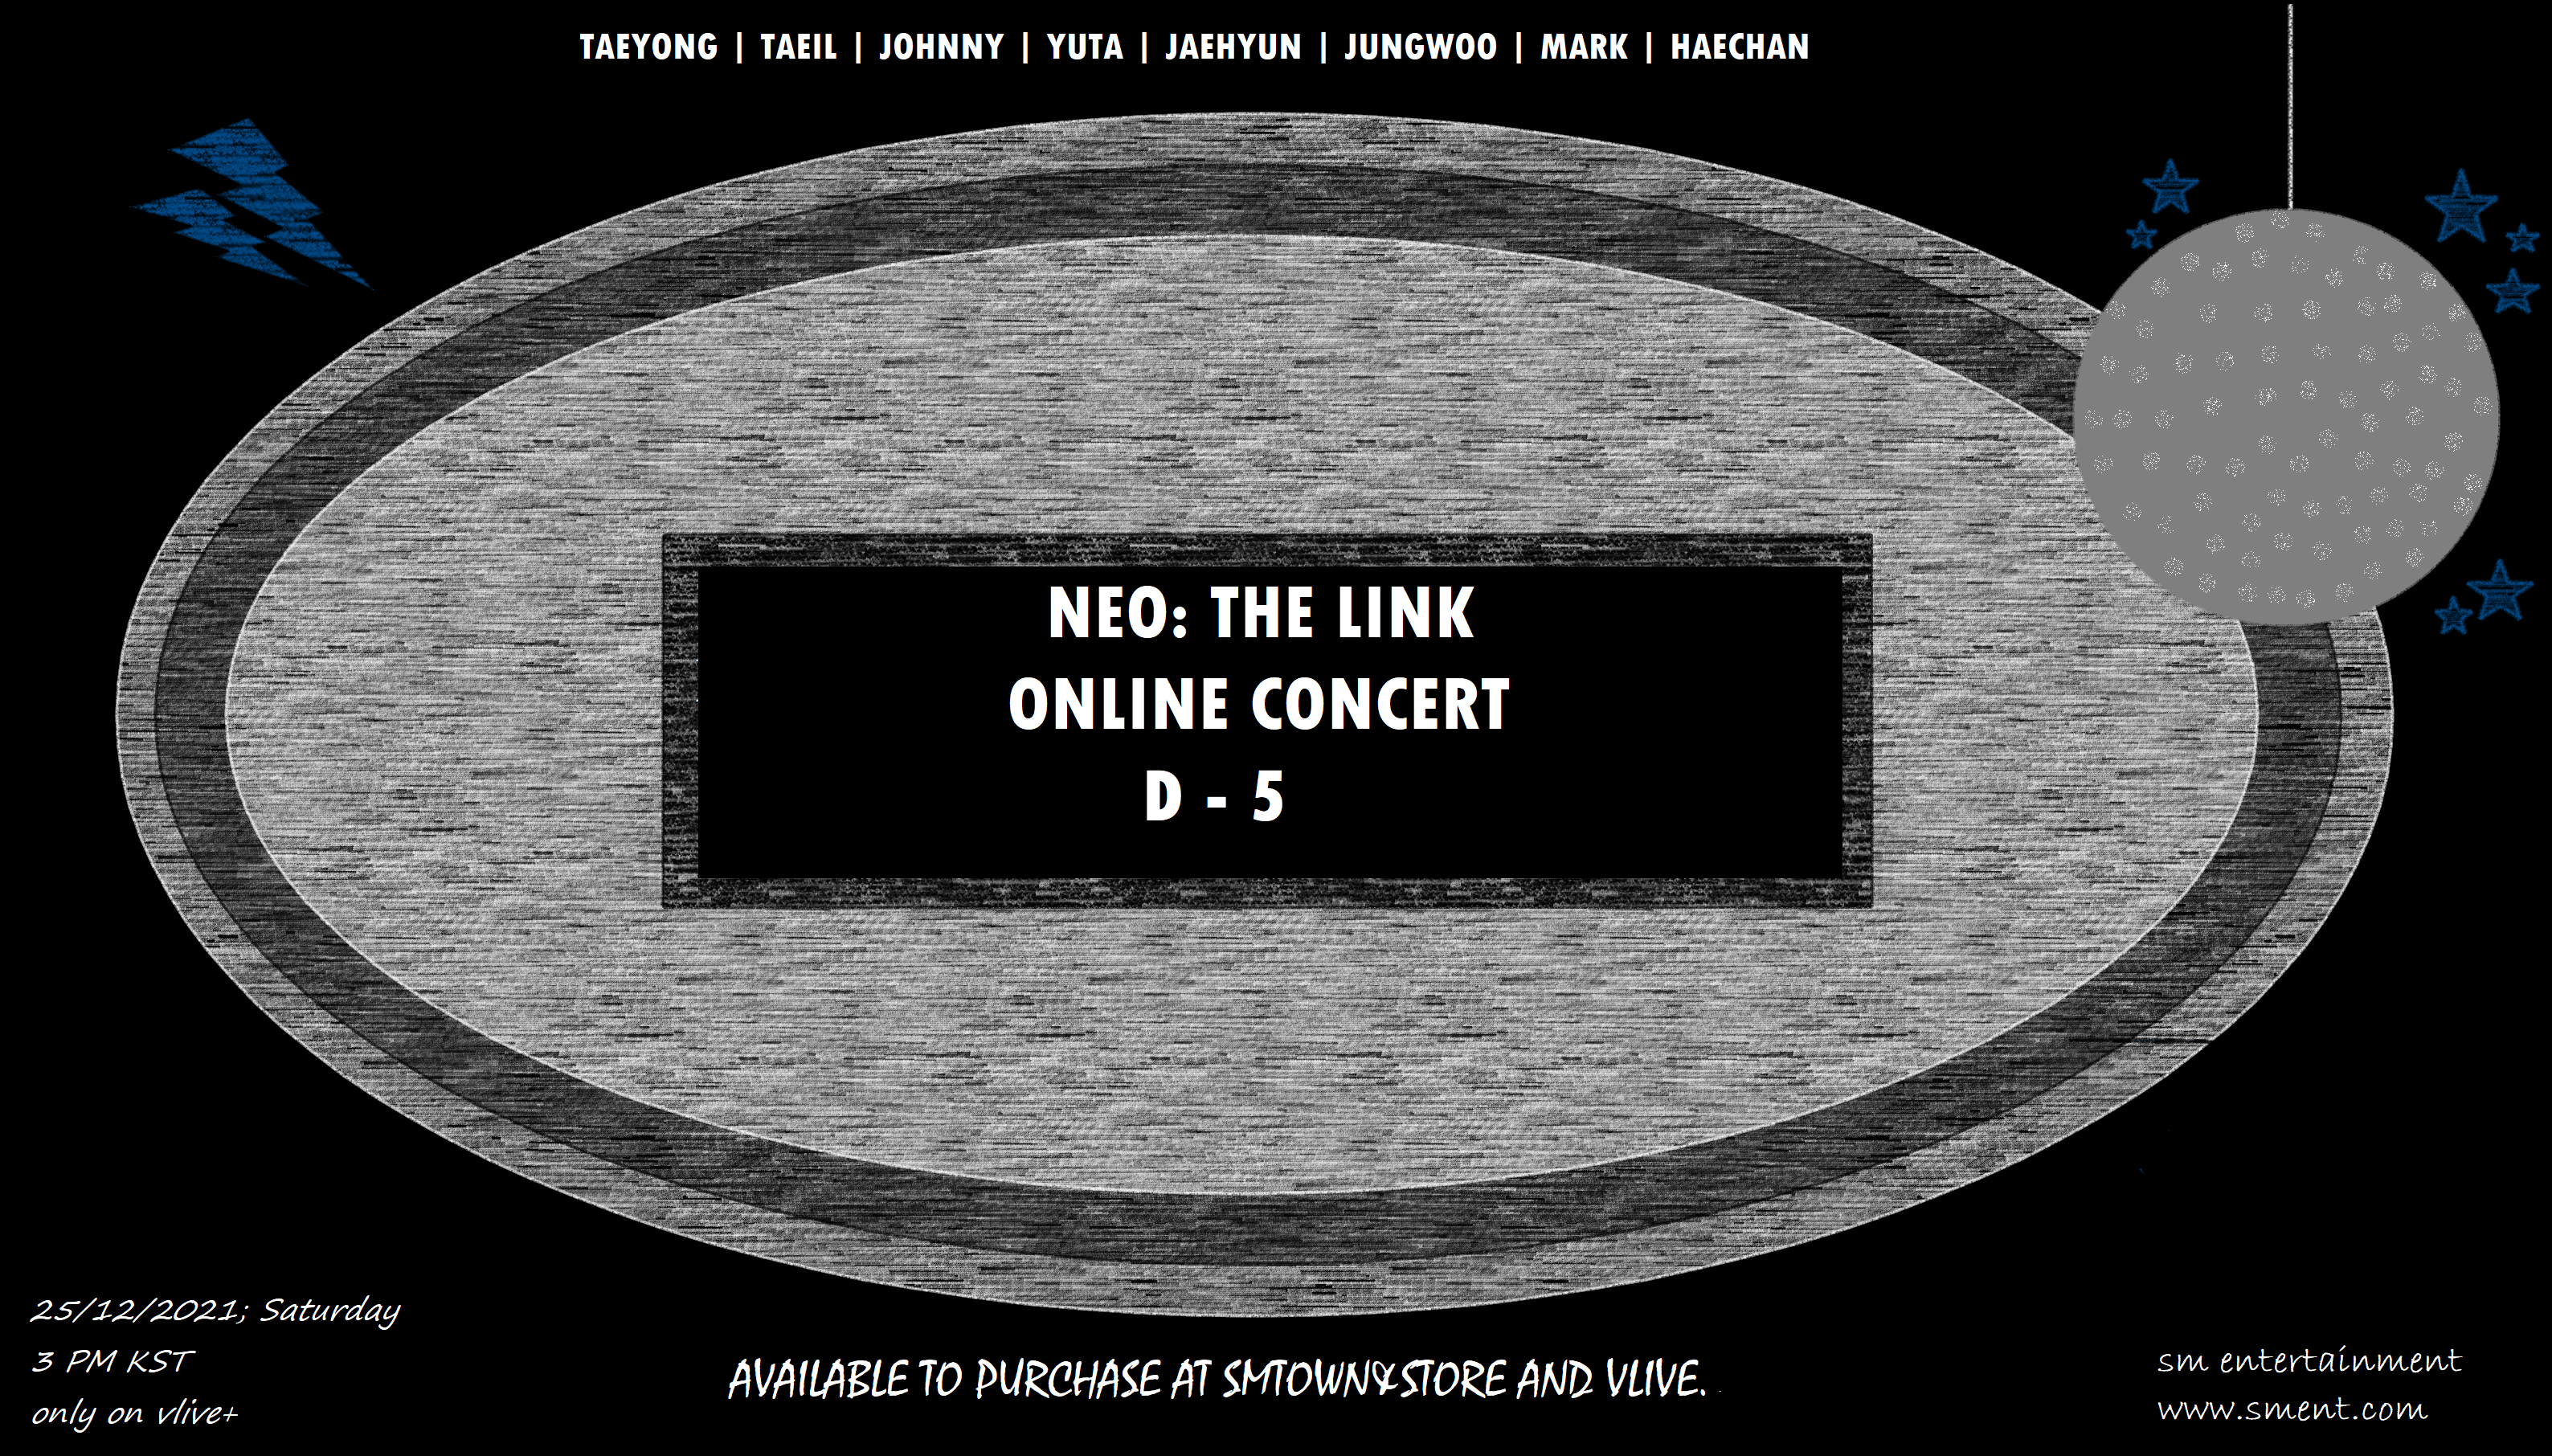 TAEYONG | TAEIL | JOHNNY | YUTA | JAEHYUN | JUNGWOO | MARK | HAECHAN
NEO: THE LINK
ONLINE CONCERT
D - 5
25/12/2021; Saturday
3 PM KST
only on vlive+
AVAILABLE TO PURCHASE AT SMTOWN&STORE AND VLIVE.
sm entertainment
www.sment.com